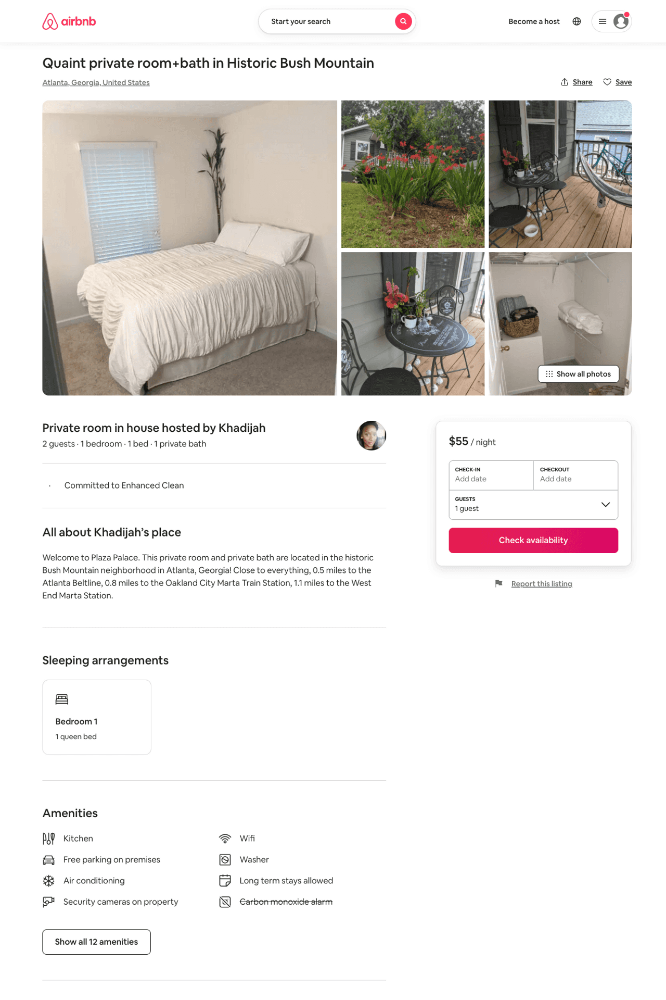 airbnb
Start your search
Become a host
Quaint private room+bath in Historic Bush Mountain
Atlanta, Georgia, United States
Share
Save
Show all photos
Private room in house hosted by Khadijah
2 guests · 1 bedroom · 1 bed · 1 private bath
· Committed to Enhanced Clean
$55 / night
CHECK-IN
Add date
CHECKOUT
Add date
GUESTS
1 guest
Check availability
Report this listing
All about Khadijah’s place
Welcome to Plaza Palace. This private room and private bath are located in the historic
Bush Mountain neighborhood in Atlanta, Georgia! Close to everything, 0.5 miles to the
Atlanta Beltline, 0.8 miles to the Oakland City Marta Train Station, 1.1 miles to the West
End Marta Station.
Sleeping arrangements
Bedroom 1
1 queen bed
Amenities
Kitchen
Wifi
Free parking on premises
Washer
Air conditioning
Long term stays allowed
Security cameras on property
Carbon monoxide alarm
Show all 12 amenities